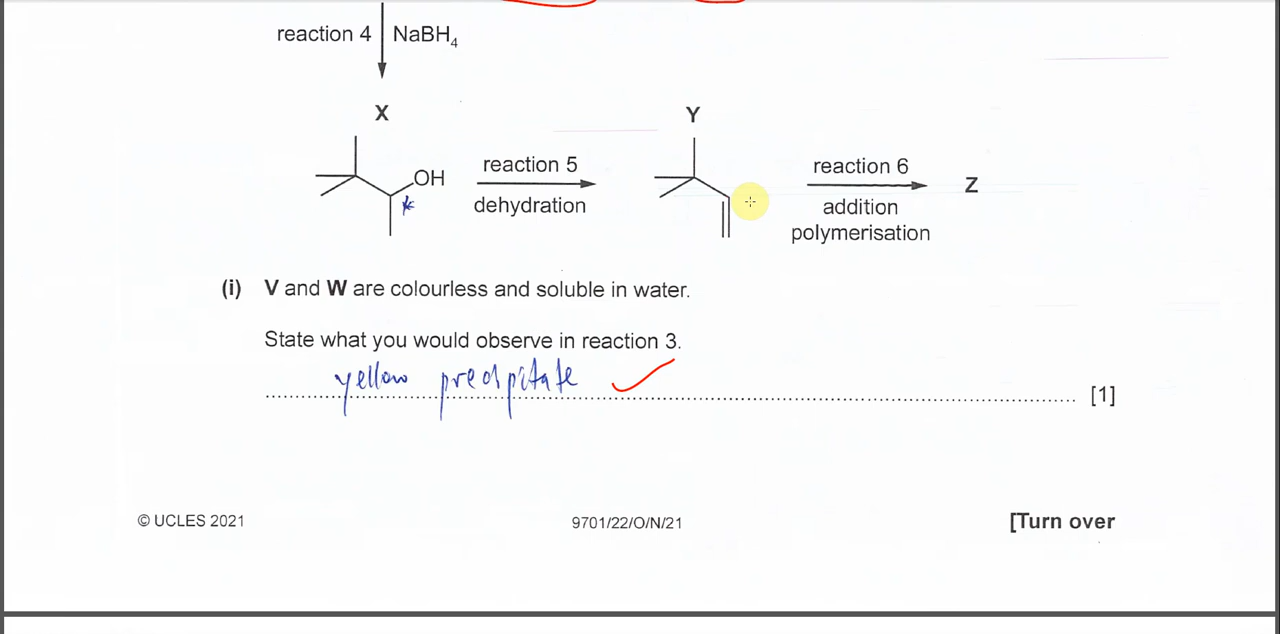 reaction 4 NaBH4
X
Y
OH
reaction 5
dehydration
reaction 6
addition
polymerisation
Z
(i) V and W are colourless and soluble in water.
State what you would observe in reaction 3.
yellow precipitate
[1]
© UCLES 2021
9701/22/O/N/21
[Turn over